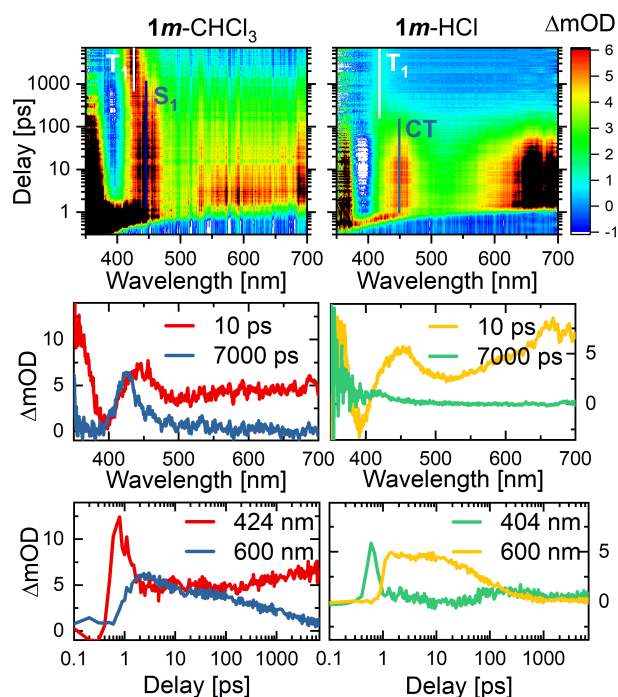 1m-CHCl3 1m-HCl ΔmOD
T1 S1 T1 CT
Delay [ps]
1000
100
10
1
6
5
4
3
2
1
0
-1
400 500 600 700 400 500 600 700
Wavelength [nm] Wavelength [nm]
ΔmOD
10
5
0
10 ps
7000 ps
10 ps
7000 ps
5
0
350 400 450 500 550 600 650 700 400 500 600 700
Wavelength [nm] Wavelength [nm]
ΔmOD
10
5
0
424 nm
600 nm
404 nm
600 nm
5
0
0.1 1 10 100 1000 0.1 1 10 100 1000
Delay [ps] Delay [ps]